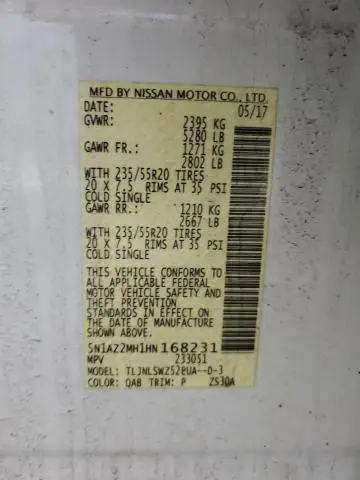 MFD BY NISSAN MOTOR CO., LTD.
DATE: 05/17
GVWR: 2395 KG
5280 LB
GAWR FR.: 1271 KG
2802 LB
WITH 235/55R20 TIRES
20 X 7.5 RIMS AT 35 PSI
COLD SINGLE
GAWR RR.: 1210 KG
2667 LB
WITH 235/55R20 TIRES
20 X 7.5 RIMS AT 35 PSI
COLD SINGLE
THIS VEHICLE CONFORMS TO
ALL APPLICABLE FEDERAL
MOTOR VEHICLE SAFETY
THEFT PREVENTION
STANDARDS IN EFFECT ON
THE DATE OF MANUFACTURE
SHOWN ABOVE.
5N1AZ2MH1HN168231
MPV 233051
MODEL: TLJNLSWZ52EUA--D-3
COLOR: QAB TRIM: P ZS30A